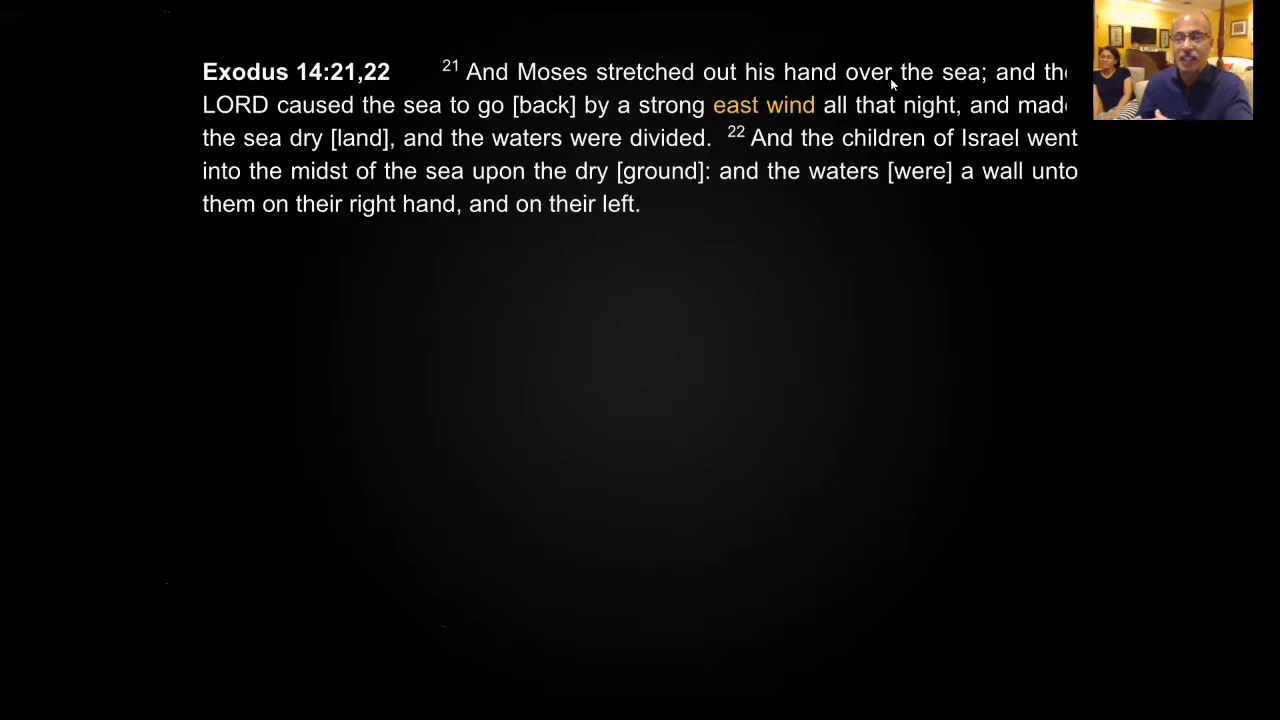 Exodus 14:21,22 21 And Moses stretched out his hand over the sea; and the
LORD caused the sea to go [back] by a strong east wind all that night, and made
the sea dry [land], and the waters were divided. 22 And the children of Israel went
into the midst of the sea upon the dry [ground]: and the waters [were] a wall unto
them on their right hand, and on their left.